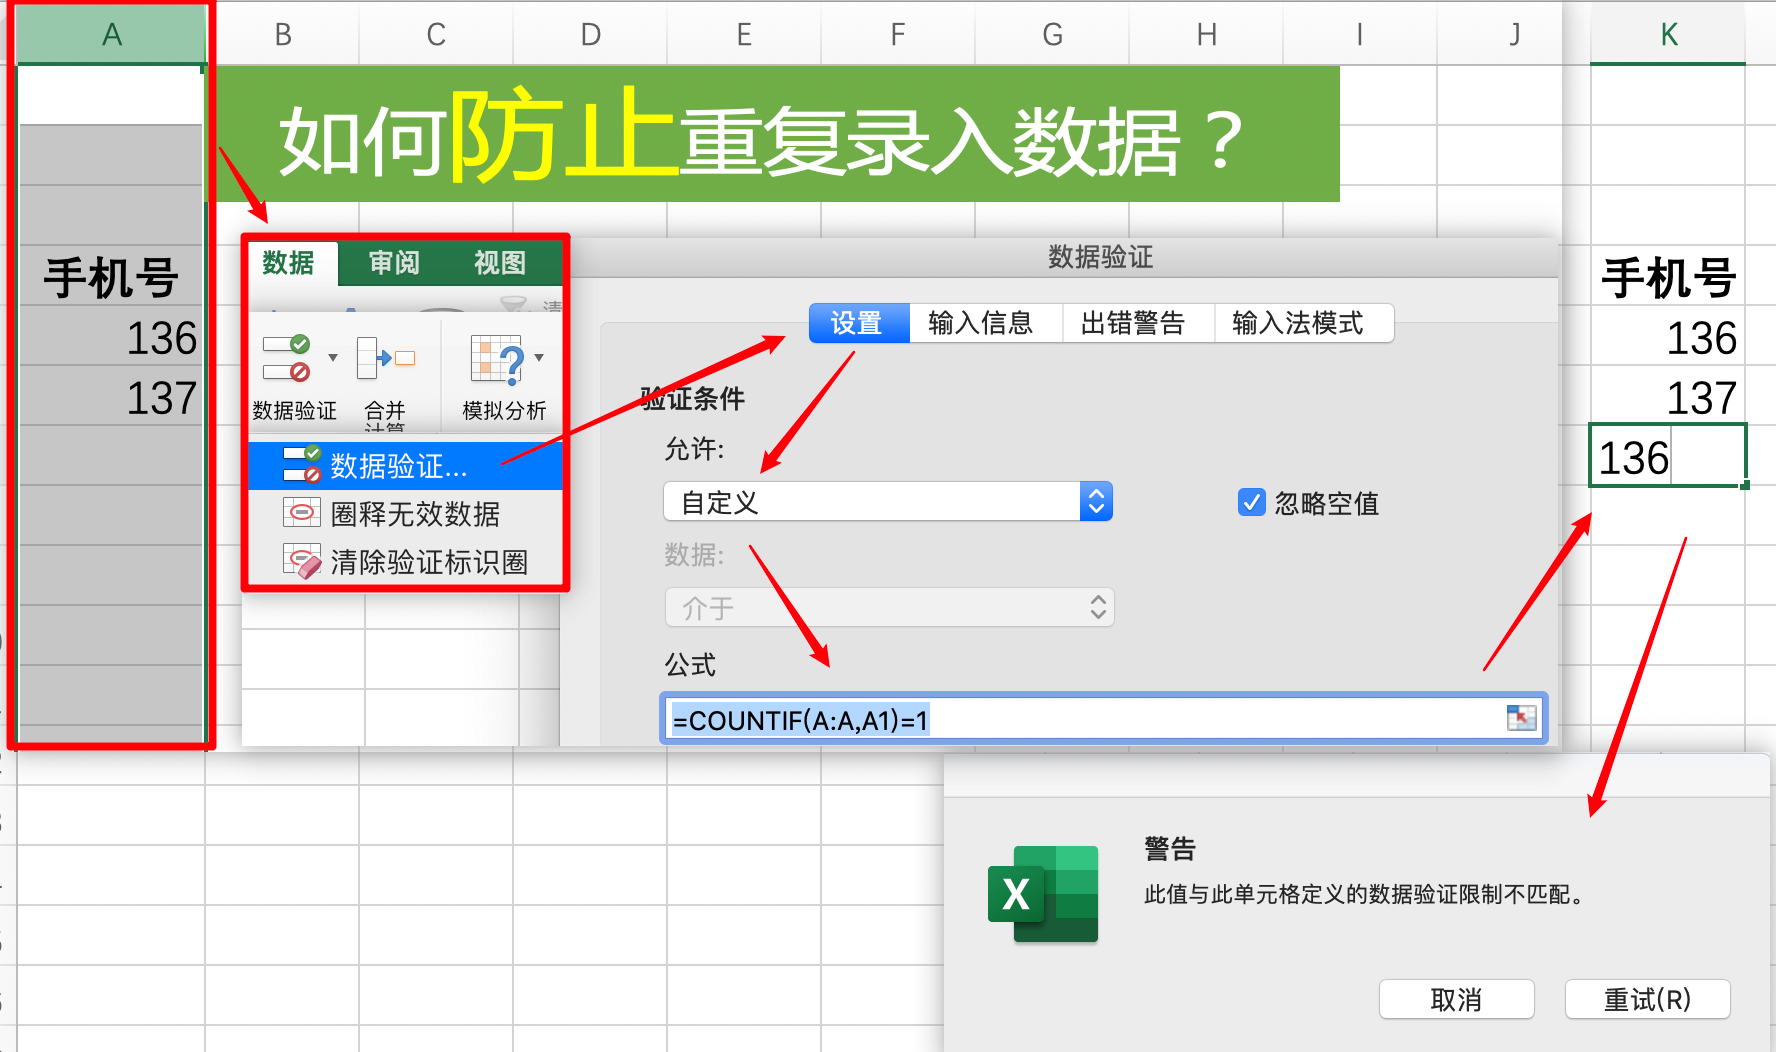 A B C D E F G H I J K
如何防止重复录入数据？
手机号
136
137
数据 审阅 视图
数据验证 合并 模拟分析
计算
数据验证...
圈释无效数据
清除验证标识圈
数据验证
设置 输入信息 出错警告 输入法模式
验证条件
允许:
自定义
忽略空值
数据:
介于
公式
=COUNTIF(A:A,A1)=1
手机号
136
137
136
警告
此值与此单元格定义的数据验证限制不匹配。
取消 重试(R)
X